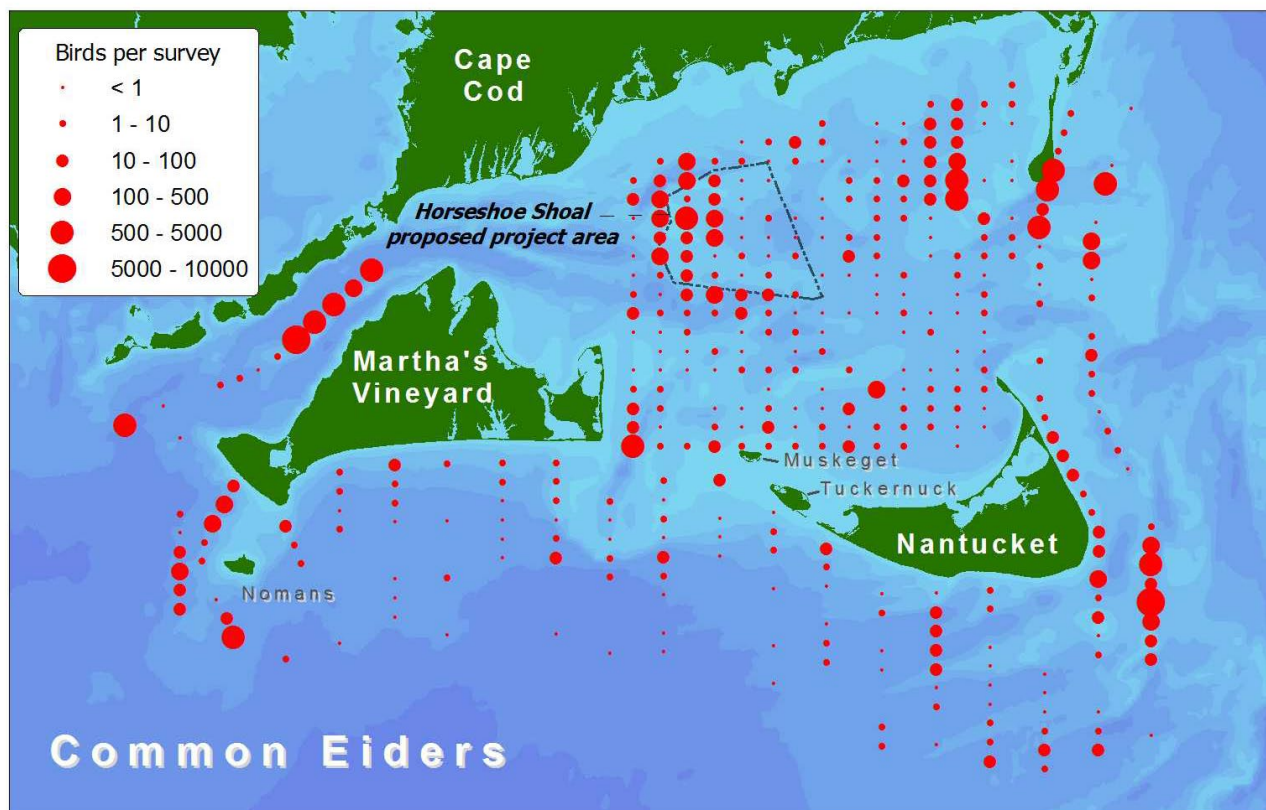 Birds per survey
< 1
1 - 10
10 - 100
100 - 500
500 - 5000
5000 - 10000
Cape
Cod
Horseshoe Shoal
proposed project area
Martha's
Vineyard
Muskeget
Tuckernuck
Nantucket
Nomans
Common Eiders